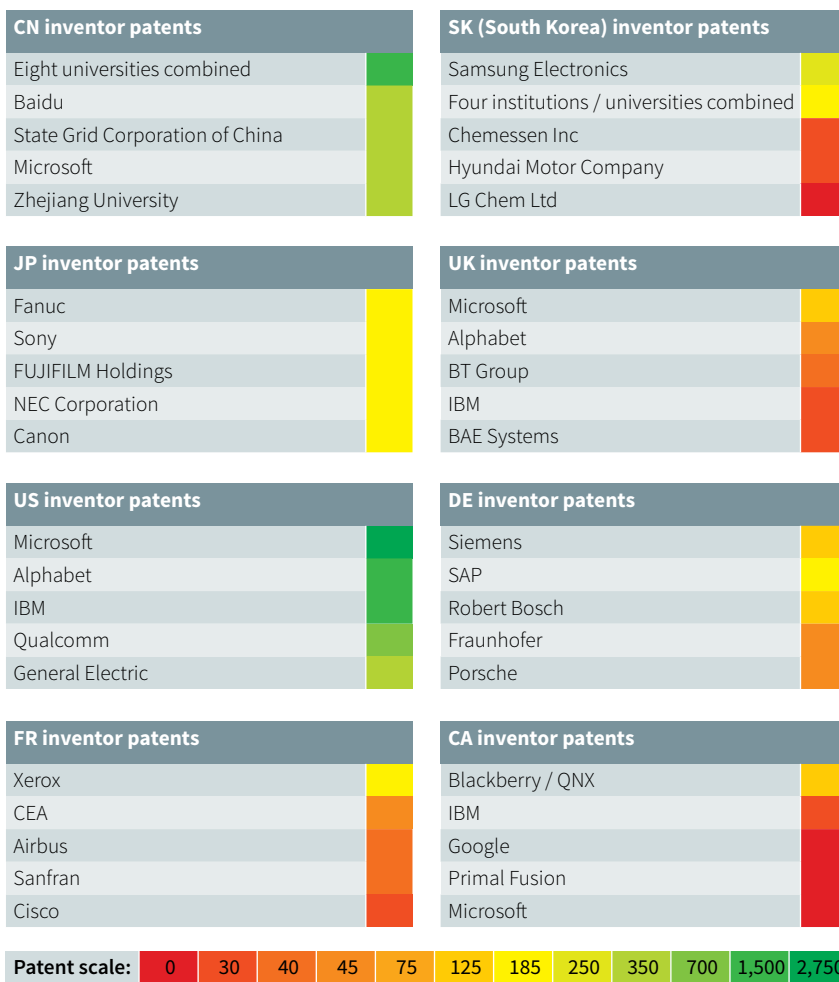 CN inventor patents
Eight universities combined
Baidu
State Grid Corporation of China
Microsoft
Zhejiang University
SK (South Korea) inventor patents
Samsung Electronics
Four institutions / universities combined
Chemessen Inc
Hyundai Motor Company
LG Chem Ltd
JP inventor patents
Fanuc
Sony
FUJIFILM Holdings
NEC Corporation
Canon
UK inventor patents
Microsoft
Alphabet
BT Group
IBM
BAE Systems
US inventor patents
Microsoft
Alphabet
IBM
Qualcomm
General Electric
DE inventor patents
Siemens
SAP
Robert Bosch
Fraunhofer
Porsche
FR inventor patents
Xerox
CEA
Airbus
Sanfran
Cisco
CA inventor patents
Blackberry / QNX
IBM
Google
Primal Fusion
Microsoft
Patent scale: 0 30 40 45 75 125 185 250 350 700 1,500 2,750